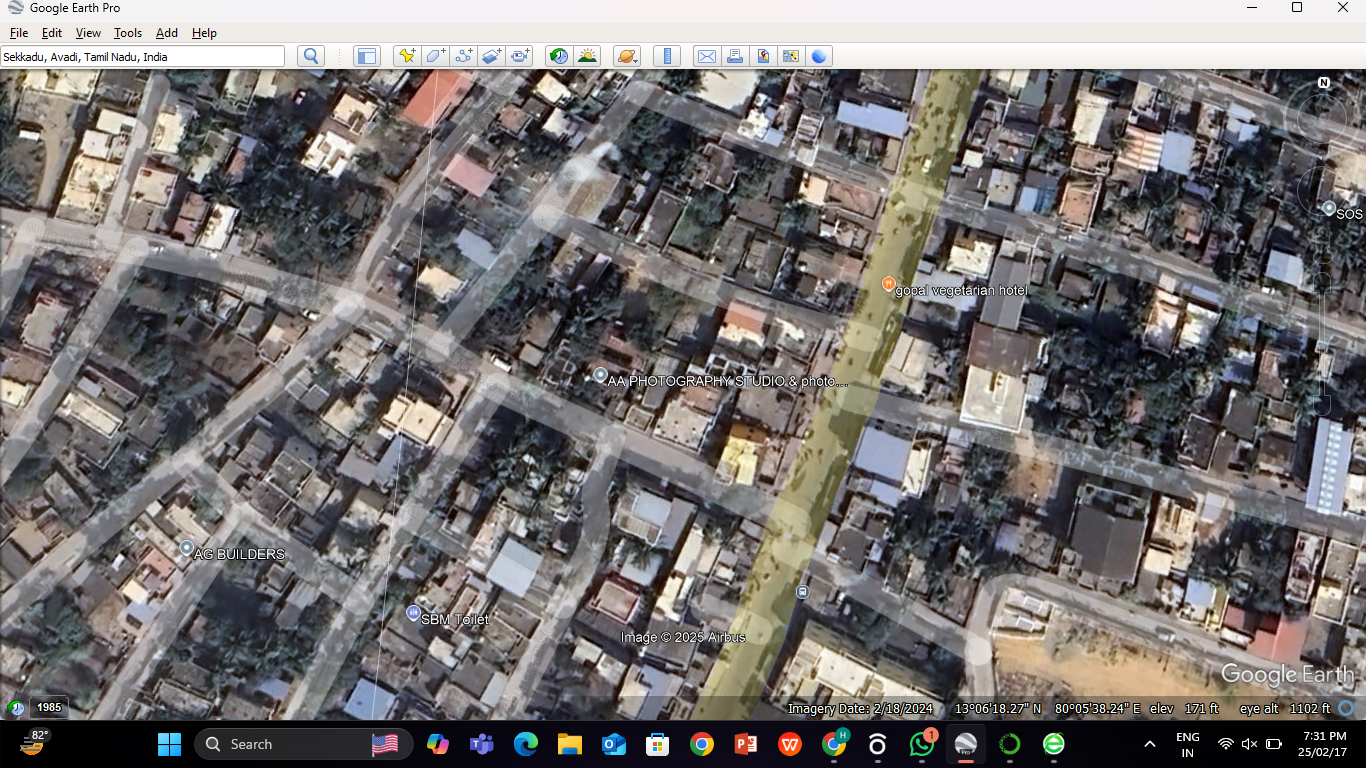 Google Earth Pro
File Edit View Tools Add Help
Sekkadu, Avadi, Tamil Nadu, India
N
SOS
gopal vegetarian hotel
AA PHOTOGRAPHY STUDIO & photo...
AG BUILDERS
SBM Toilet
Image © 2025 Airbus
Google Earth
1985
Imagery Date: 2/18/2024 13°06'18.27" N 80°05'38.24" E elev 171 ft eye alt 1102 ft
82°
Search
H
1
Pro
ENG
IN
7:31 PM
25/02/17